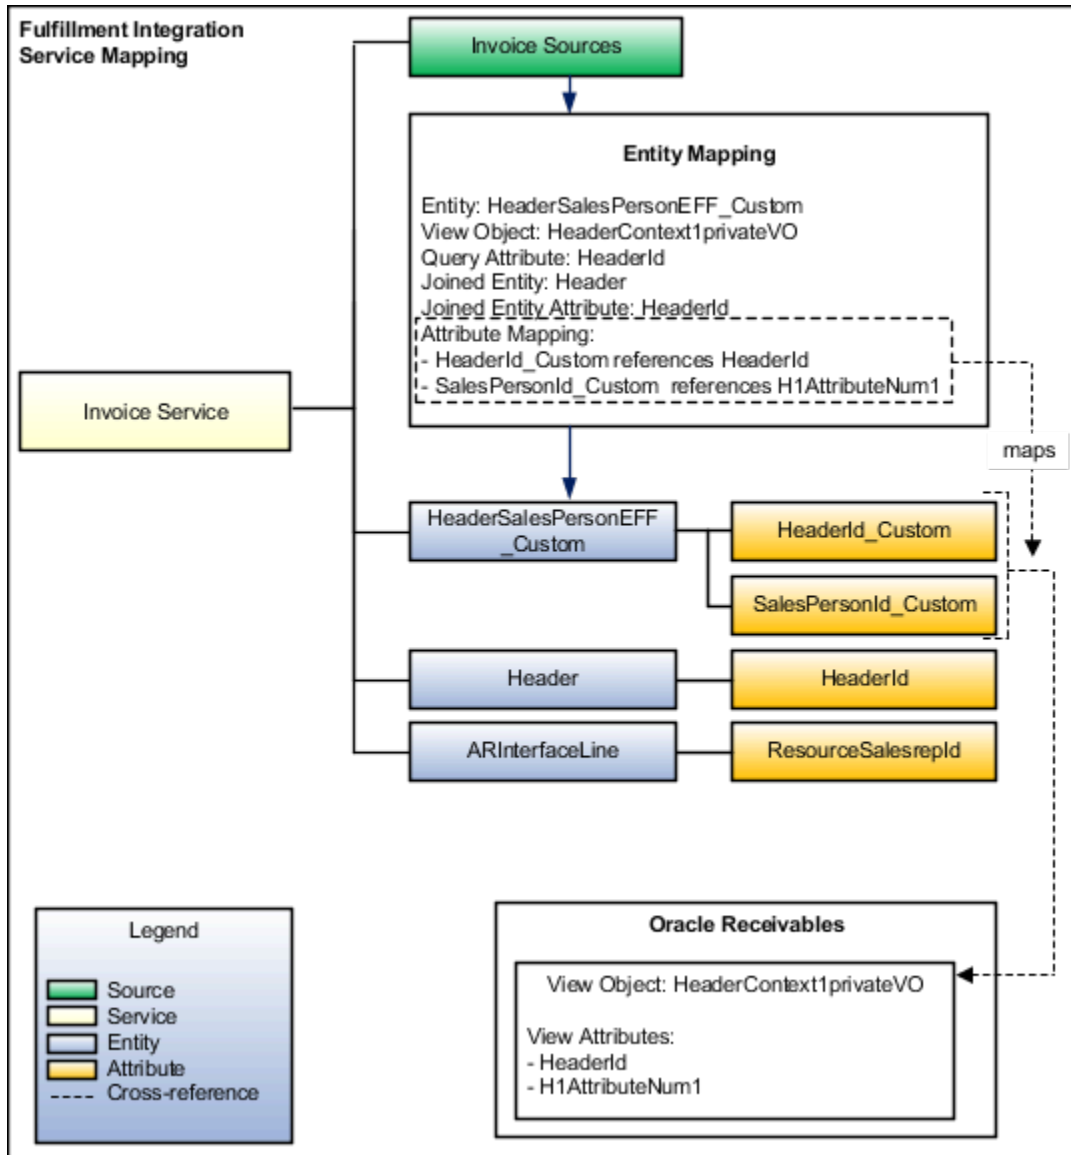 Fulfillment Integration
Service Mapping
Invoice Sources
Entity Mapping
Entity: HeaderSalesPersonEFF_Custom
View Object: HeaderContext1privateVO
Query Attribute: HeaderId
Joined Entity: Header
Joined Entity Attribute: HeaderId
Attribute Mapping:
- HeaderId_Custom references HeaderId
- SalesPersonId_Custom references H1AttributeNum1
Invoice Service
maps
HeaderSalesPersonEFF
_Custom
HeaderId_Custom
SalesPersonId_Custom
Header
HeaderId
ARInterfaceLine
ResourceSalesrepId
Legend
Source
Service
Entity
Attribute
Cross-reference
Oracle Receivables
View Object: HeaderContext1privateVO
View Attributes:
- HeaderId
- H1AttributeNum1